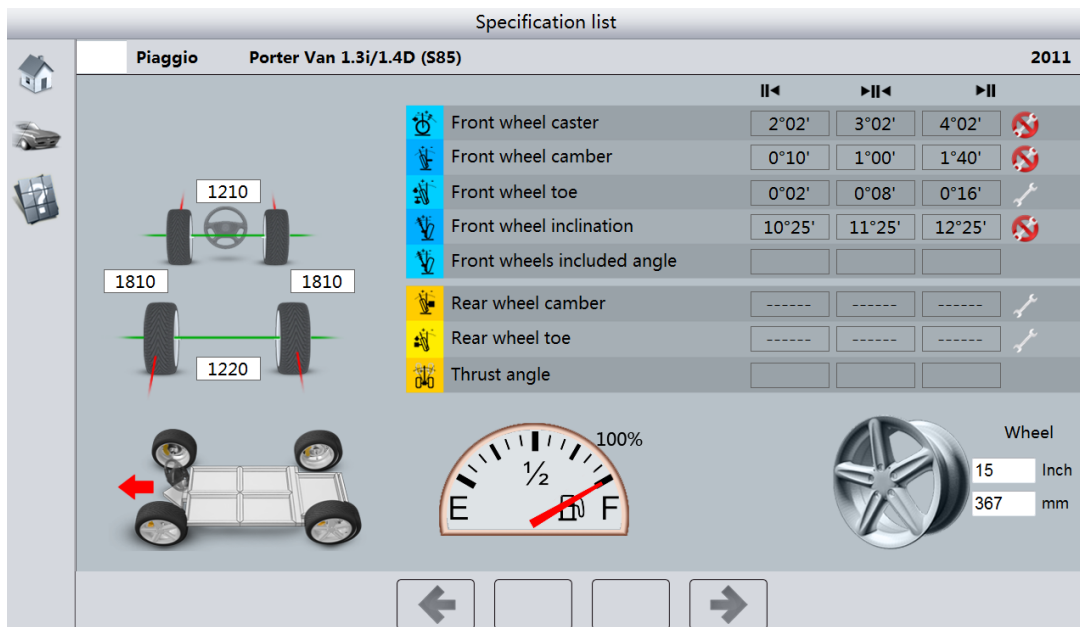 Specification list
Piaggio Porter Van 1.3i/1.4D (S85) 2011
Front wheel caster 2°02' 3°02' 4°02'
Front wheel camber 0°10' 1°00' 1°40'
Front wheel toe 0°02' 0°08' 0°16'
Front wheel inclination 10°25' 11°25' 12°25'
Front wheels included angle
Rear wheel camber ------ ------ ------
Rear wheel toe ------ ------ ------
Thrust angle
1210
1810 1810
1220
100%
½
E F
Wheel
15 Inch
367 mm
?